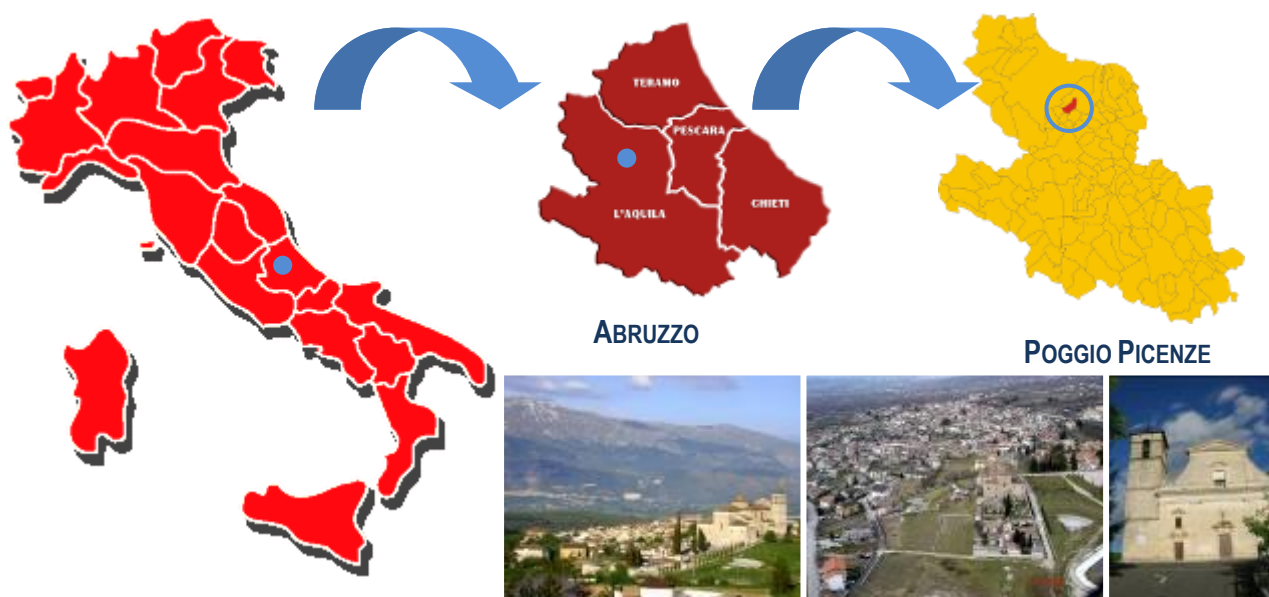 TERAMO
PESCARA
L'AQUILA
CHIETI
ABRUZZO
POGGIO PICENZE